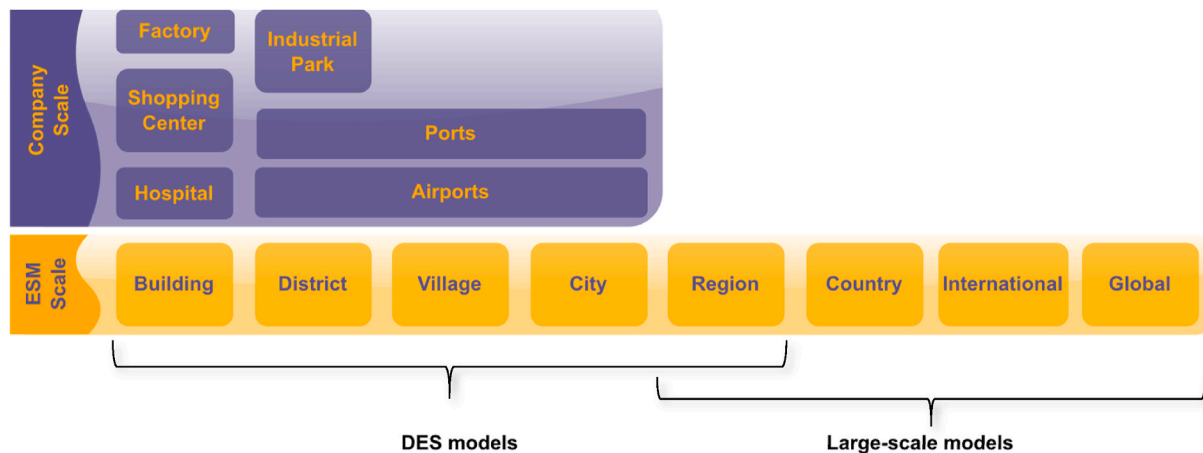 Company
Scale
Factory
Industrial
Park
Shopping
Center
Ports
Hospital
Airports
ESM
Scale
Building
District
Village
City
Region
Country
International
Global
DES models
Large-scale models